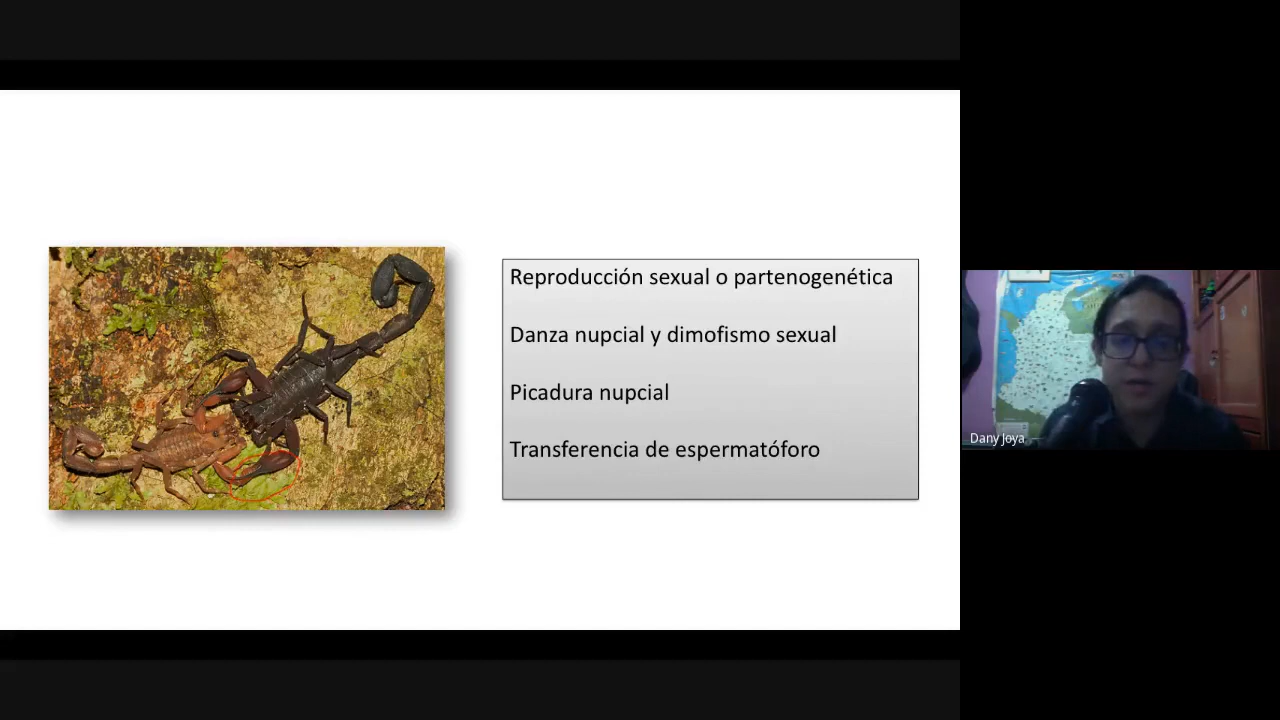 Reproducción sexual o partenogenética
Danza nupcial y dimofismo sexual
Picadura nupcial
Transferencia de espermatóforo
Dany Joya